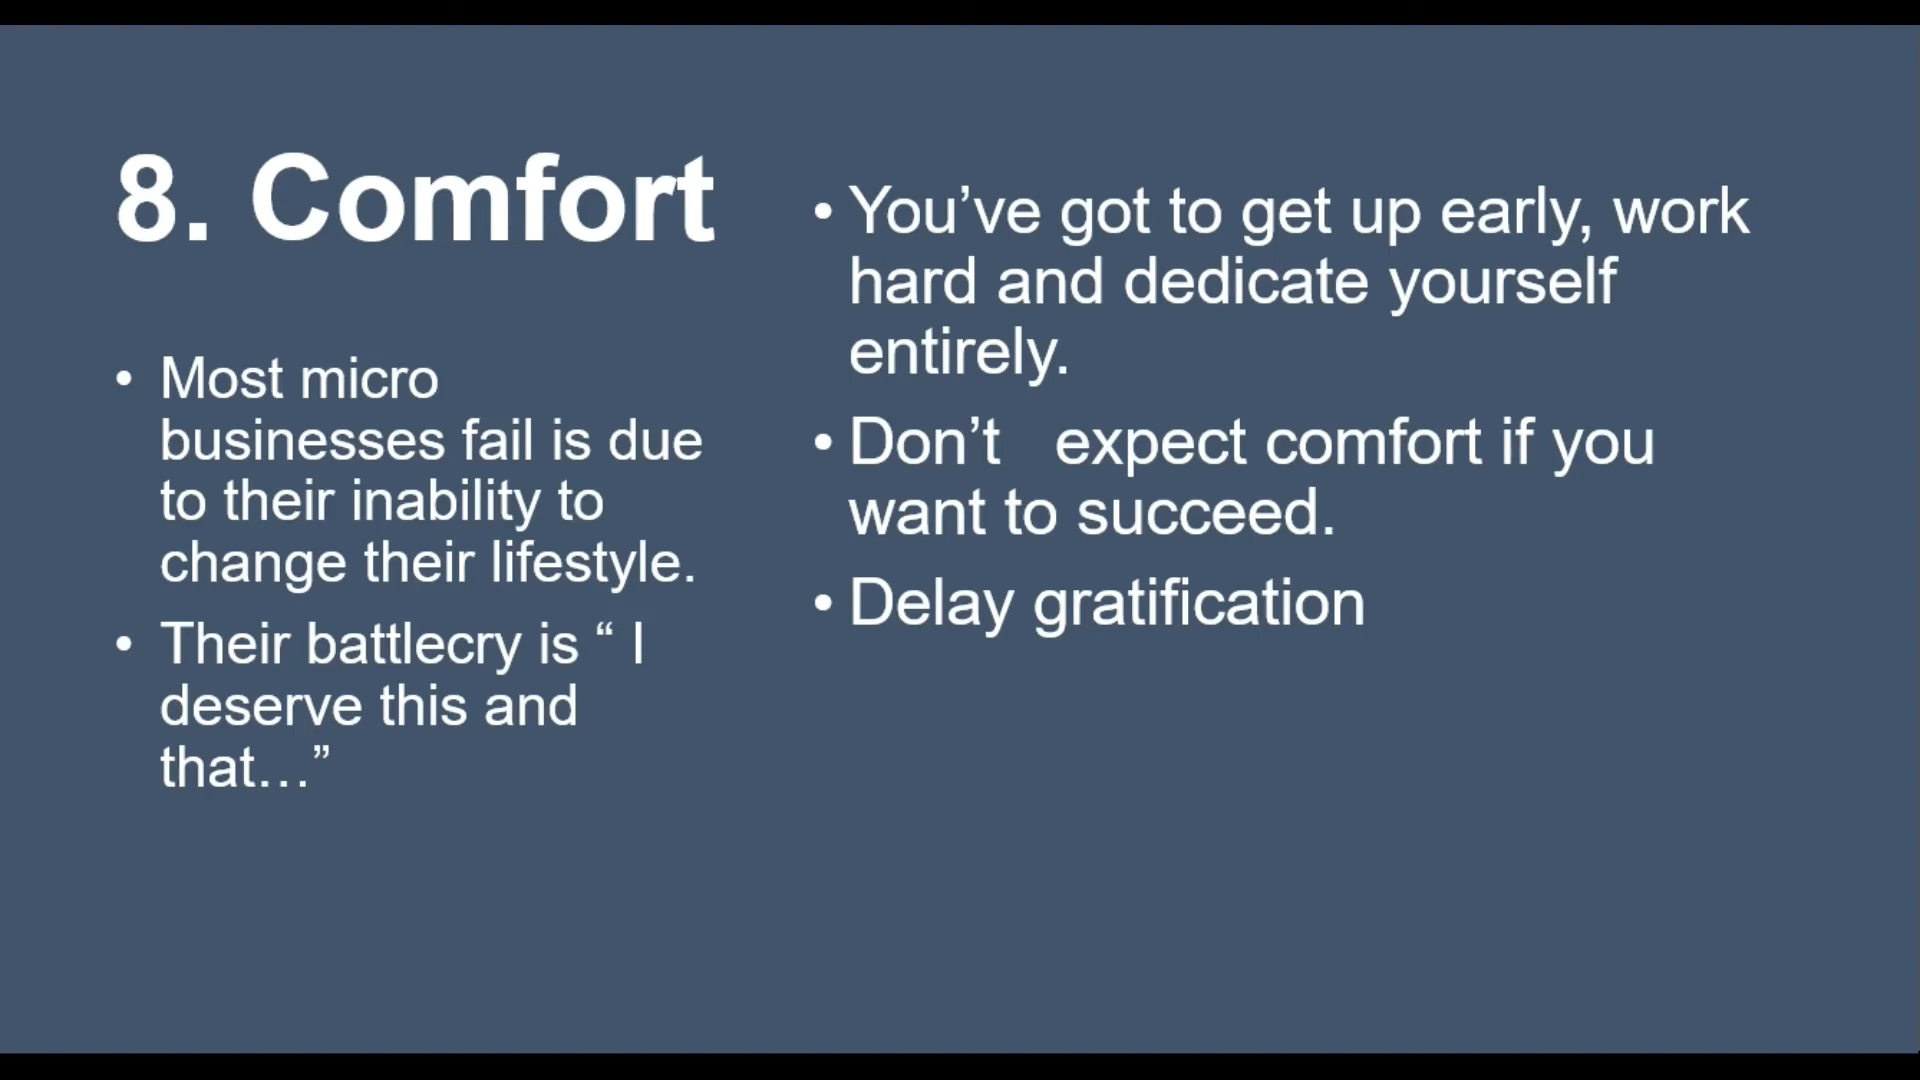 8. Comfort
• Most micro
businesses fail is due
to their inability to
change their lifestyle.
• Their battlecry is “ I
deserve this and
that…”
• You’ve got to get up early, work
hard and dedicate yourself
entirely.
• Don’t   expect comfort if you
want to succeed.
• Delay gratification